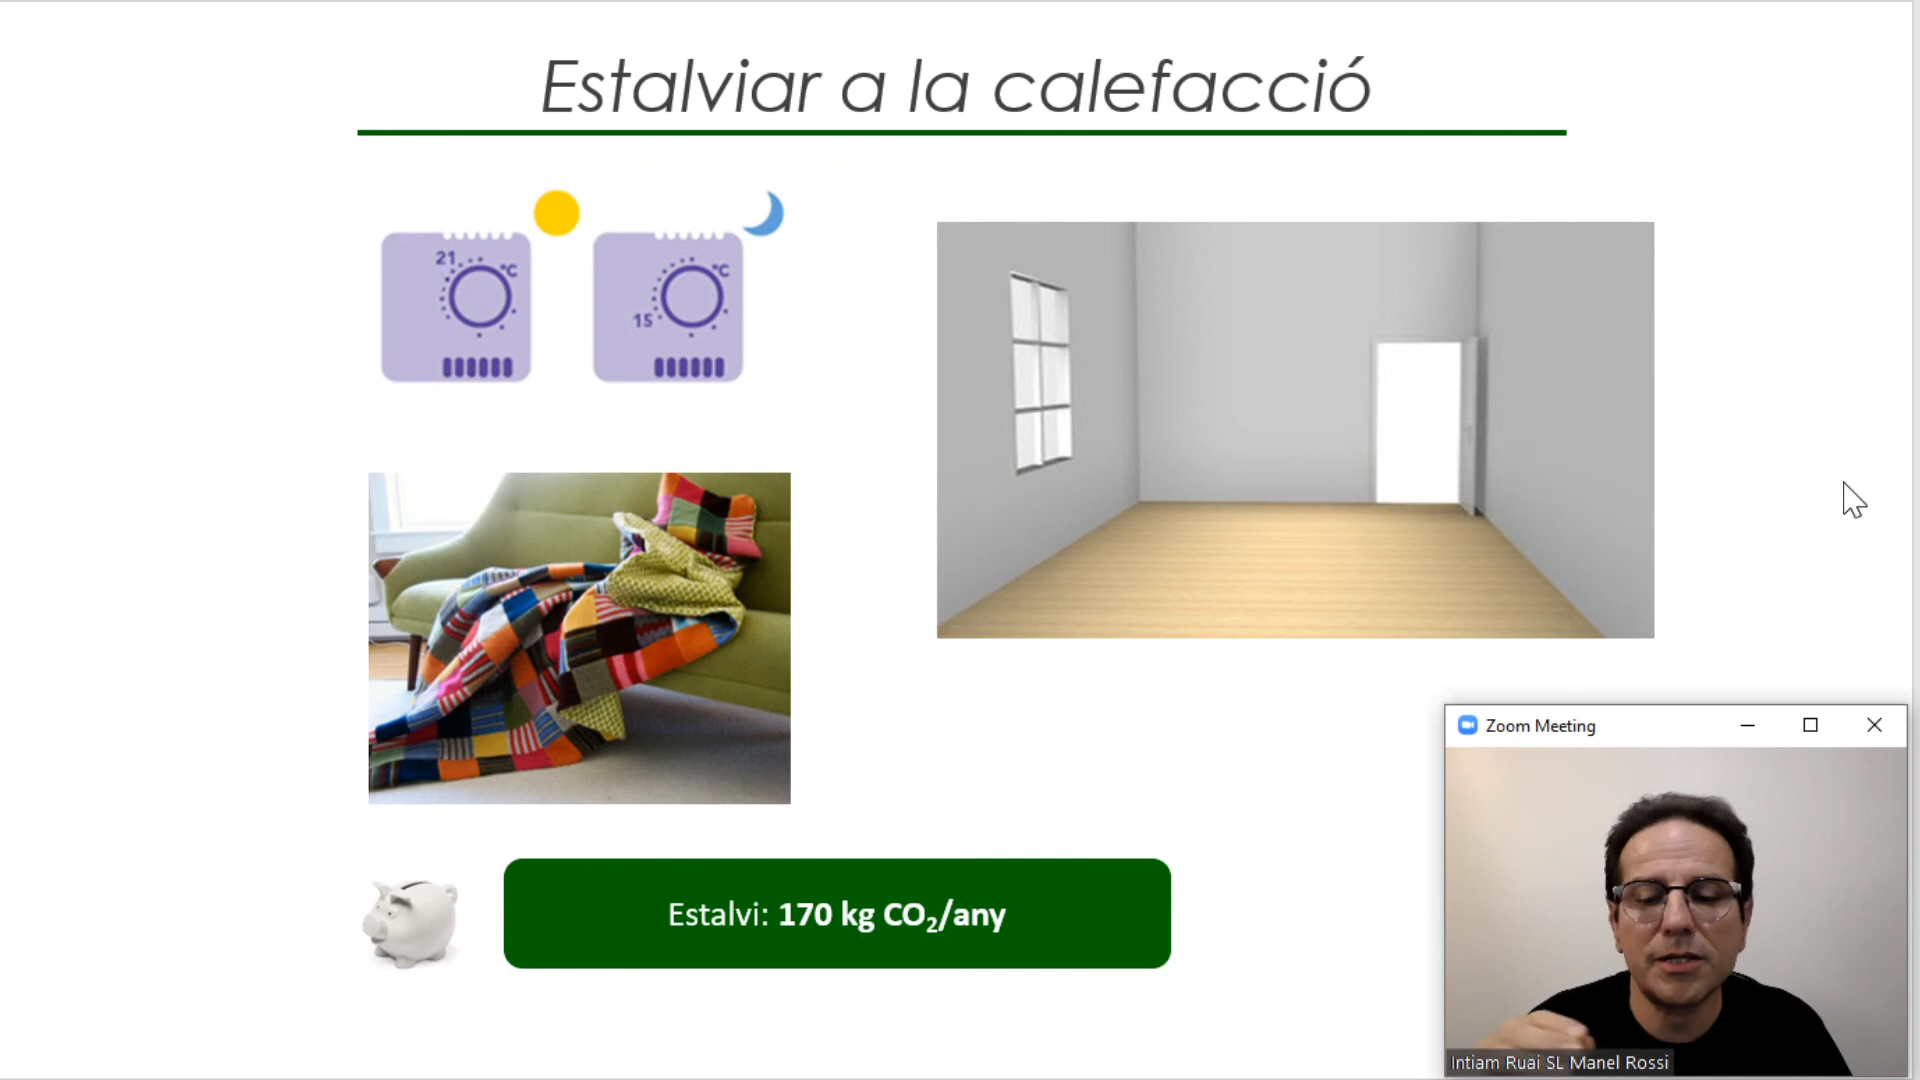 Estalviar a la calefacció
21 °C
15 °C
Estalvi: 170 kg CO₂/any
Zoom Meeting
Intiam Ruai SL Manel Rossi